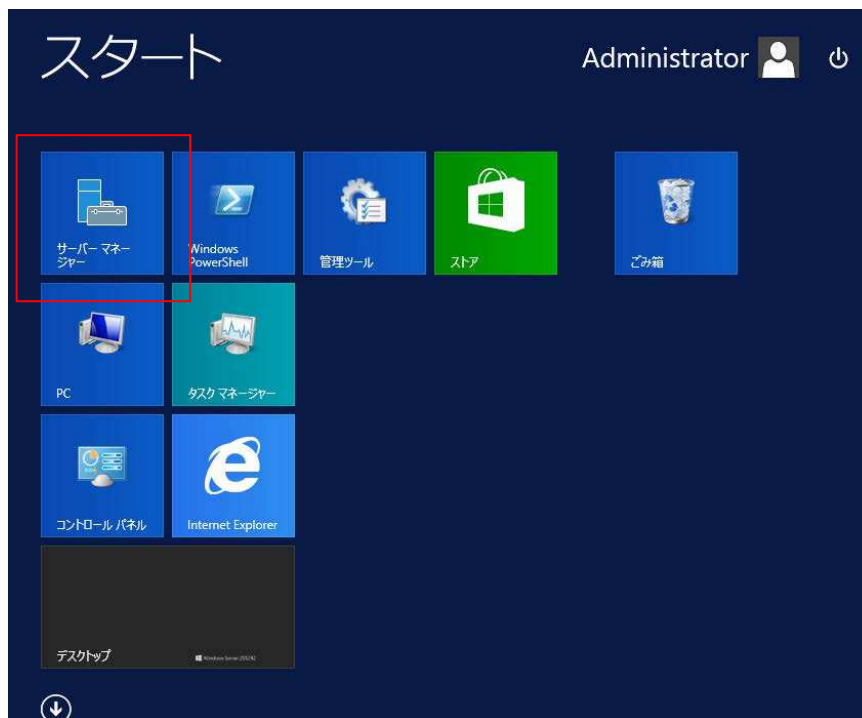 スタート
Administrator
サーバー マネー
ジャー
Windows
PowerShell
管理ツール
ストア
ごみ箱
PC
タスク マネージャー
コントロール パネル
Internet Explorer
デスクトップ